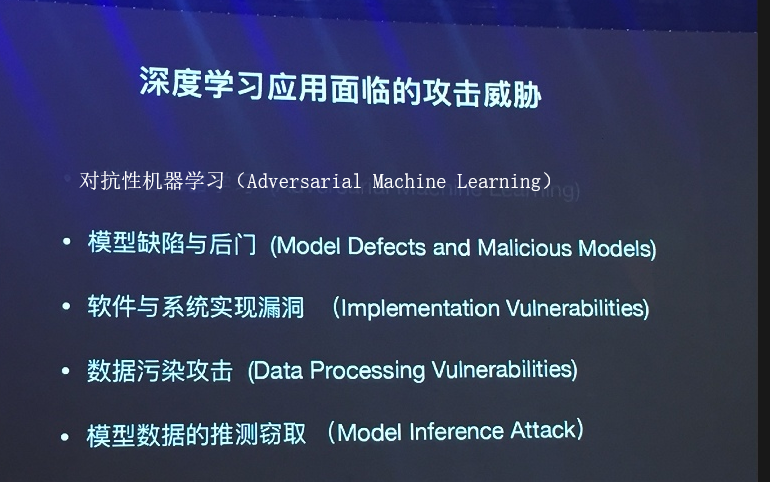 深度学习应用面临的攻击威胁
对抗性机器学习（Adversarial Machine Learning）
• 模型缺陷与后门 (Model Defects and Malicious Models)
• 软件与系统实现漏洞 （Implementation Vulnerabilities)
• 数据污染攻击 (Data Processing Vulnerabilities)
• 模型数据的推测窃取 （Model Inference Attack）